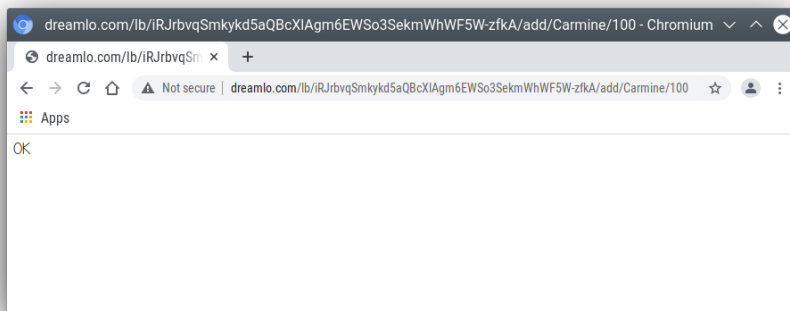 dreamlo.com/lb/iRJrbvqSmkykd5aQBcXIAgm6EWSo3SekmWhWF5W-zfkA/add/Carmine/100 - Chromium
dreamlo.com/lb/iRJrbvqSm
Not secure | dreamlo.com/lb/iRJrbvqSmkykd5aQBcXIAgm6EWSo3SekmWhWF5W-zfkA/add/Carmine/100
Apps
OK